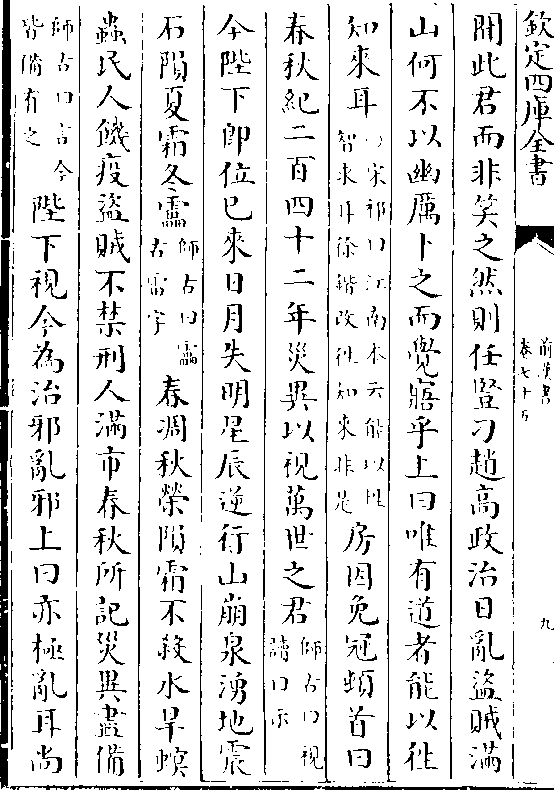 欽定四庫全書
前漢書
卷七十五
九
聞此君而非笑之然則任豎刁趙高政治日亂盜賊滿
山何不以幽厲卜之而覺寤乎上曰唯有道者能以徃
知來耳 宋祁曰江南本云能以徃智來耳徐鍇改徃知來非是 房因免冠頓首曰
春秋紀二百四十二年災異以視萬世之君 師古曰視讀曰示
今陛下即位已來日月失明星辰逆行山崩泉湧地震
石隕夏霜冬靁 師古曰靁古雷字 春凋秋榮隕霜不殺水旱螟
蟲民人饑疫盜賊不禁刑人滿市春秋所記災異盡備
師古曰言今皆備有之 陛下視今為治邪亂邪上曰亦極亂耳尚